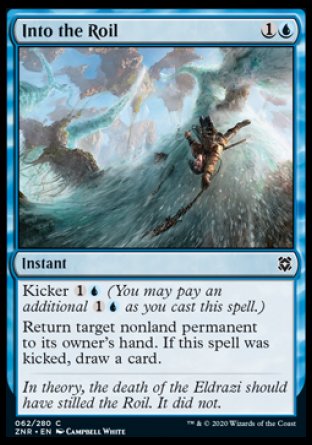 Into the Roil 1
Instant
Kicker 1 (You may pay an
additional 1 as you cast this spell.)
Return target nonland permanent
to its owner's hand. If this spell was
kicked, draw a card.
In theory, the death of the Eldrazi should
have stilled the Roil. It did not.
062/280 C
ZNR • EN CAMPBELL WHITE
™ & © 2020 Wizards of the Coast